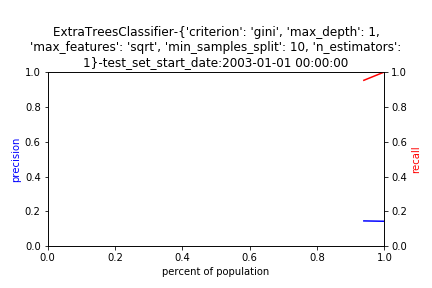 ExtraTreesClassifier-{'criterion': 'gini', 'max_depth': 1,
'max_features': 'sqrt', 'min_samples_split': 10, 'n_estimators':
1}-test_set_start_date:2003-01-01 00:00:00
1.0
0.8
0.6
0.4
0.2
0.0
precision
1.0
0.8
0.6
0.4
0.2
0.0
recall
0.0 0.2 0.4 0.6 0.8 1.0
percent of population